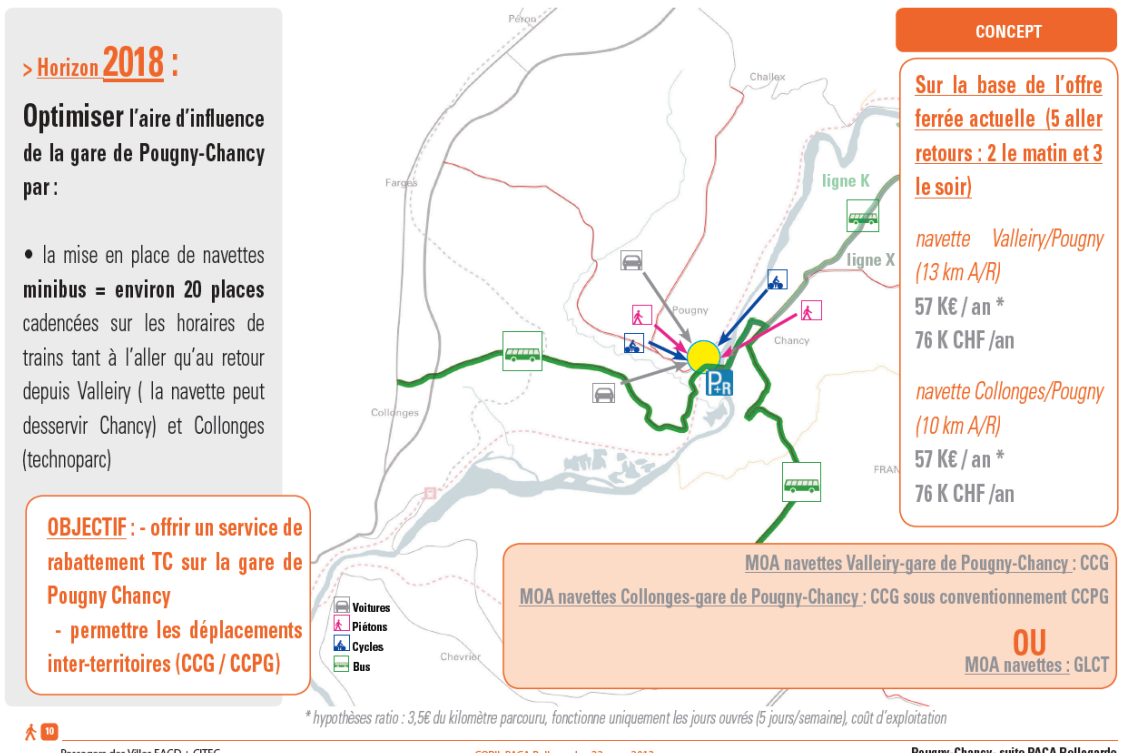 > Horizon 2018 :
Optimiser l'aire d'influence
de la gare de Pougny-Chancy
par :
• la mise en place de navettes
minibus = environ 20 places
cadencées sur les horaires de
trains tant à l'aller qu'au retour
depuis Valleiry ( la navette peut
desservir Chancy) et Collonges
(technoparc)
OBJECTIF : - offrir un service de
rabattement TC sur la gare de
Pougny Chancy
- permettre les déplacements
inter-territoires (CCG / CCPG)
Péron
Challex
Farges
ligne K
ligne X
Pougny
Chancy
P+R
Collonges
FRAN
Chevrier
Voitures
Piétons
Cycles
Bus
CONCEPT
Sur la base de l'offre
ferrée actuelle (5 aller
retours : 2 le matin et 3
le soir)
navette Valleiry/Pougny
(13 km A/R)
57 K€ / an *
76 K CHF /an
navette Collonges/Pougny
(10 km A/R)
57 K€ / an *
76 K CHF /an
MOA navettes Valleiry-gare de Pougny-Chancy : CCG
MOA navettes Collonges-gare de Pougny-Chancy : CCG sous conventionnement CCPG
OU
MOA navettes : GLCT
* hypothèses ratio : 3,5€ du kilomètre parcouru, fonctionne uniquement les jours ouvrés (5 jours/semaine), coût d'exploitation
10